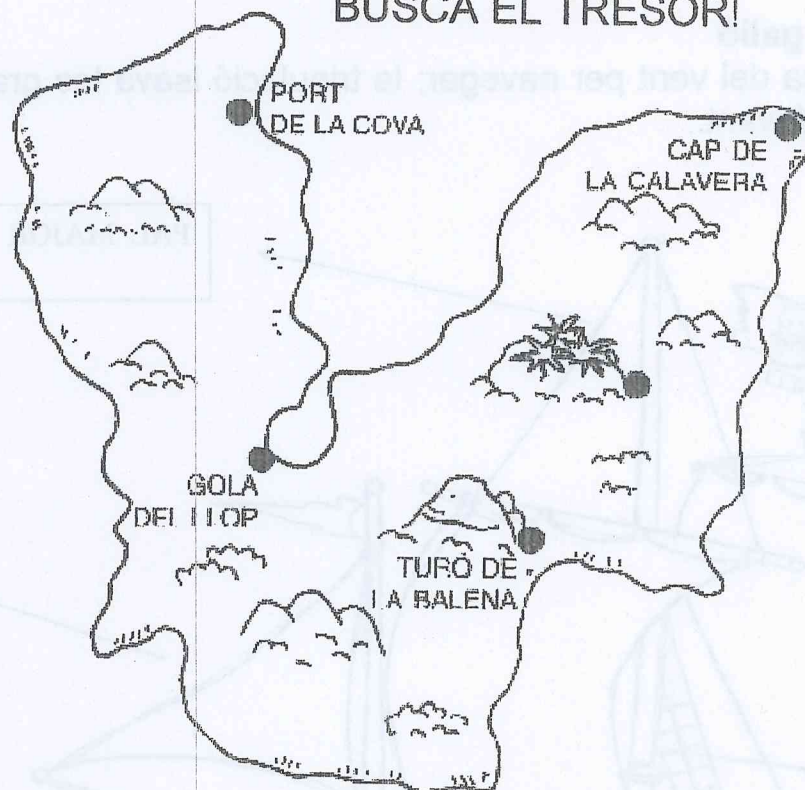 BUSCA EL TRESOR!
PORT
DE LA COVA
CAP DE
LA CALAVERA
GOLA
DEL LLOP
TURÓ DE
LA BALENA